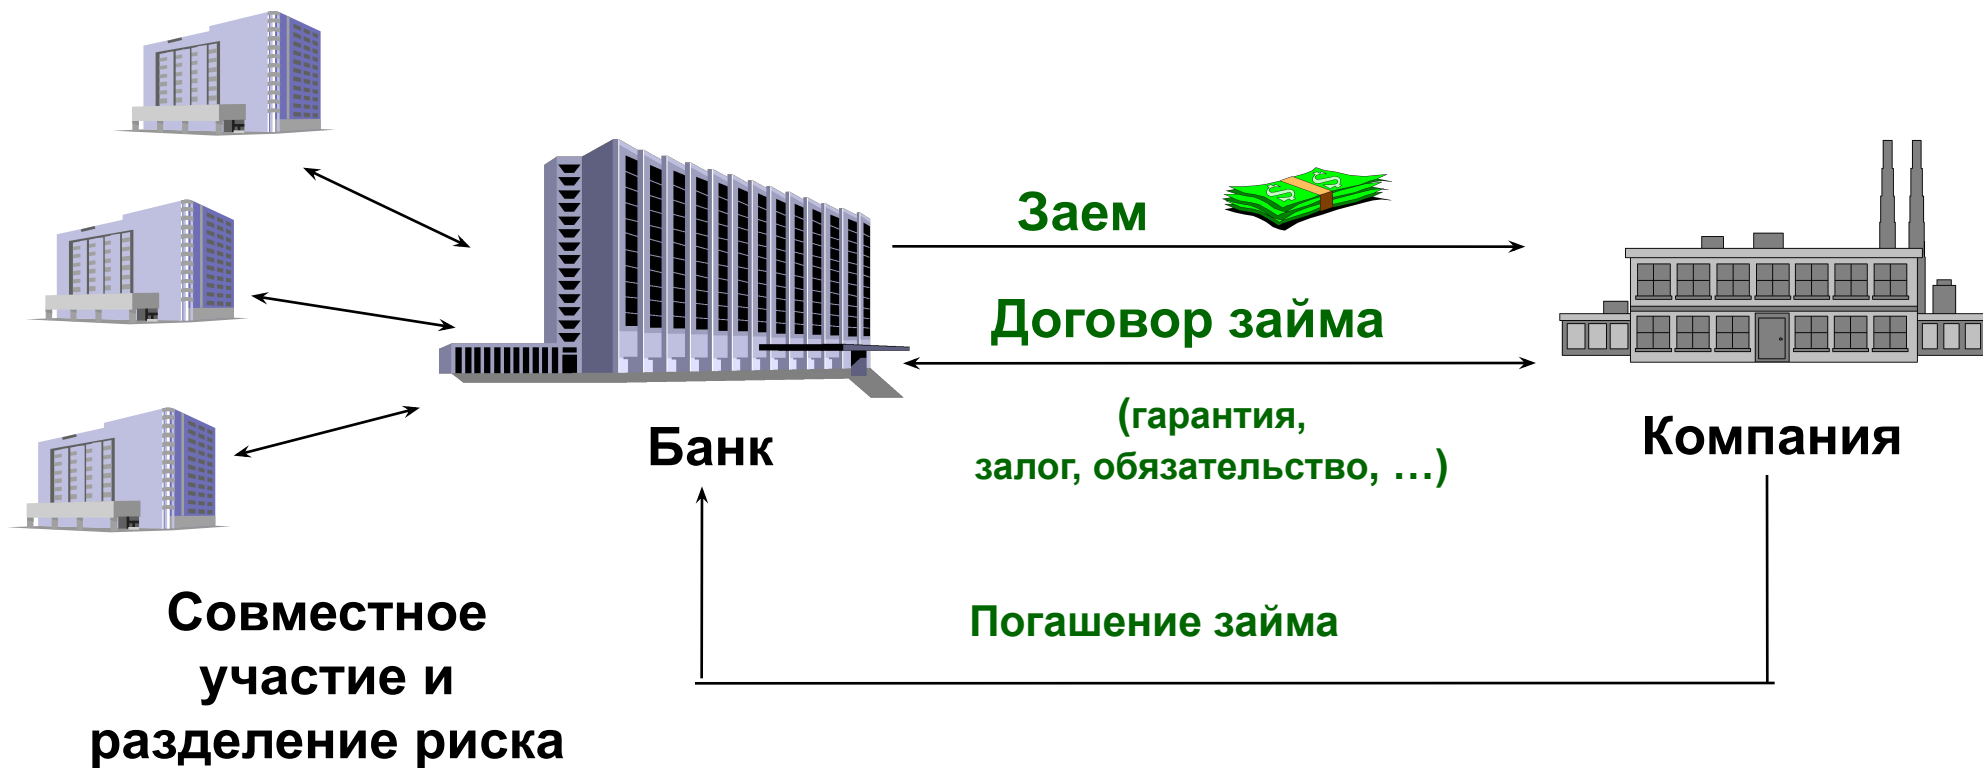 Заем
Договор займа
(гарантия,
залог, обязательство, …)
Банк
Компания
Погашение займа
Совместное
участие и
разделение риска